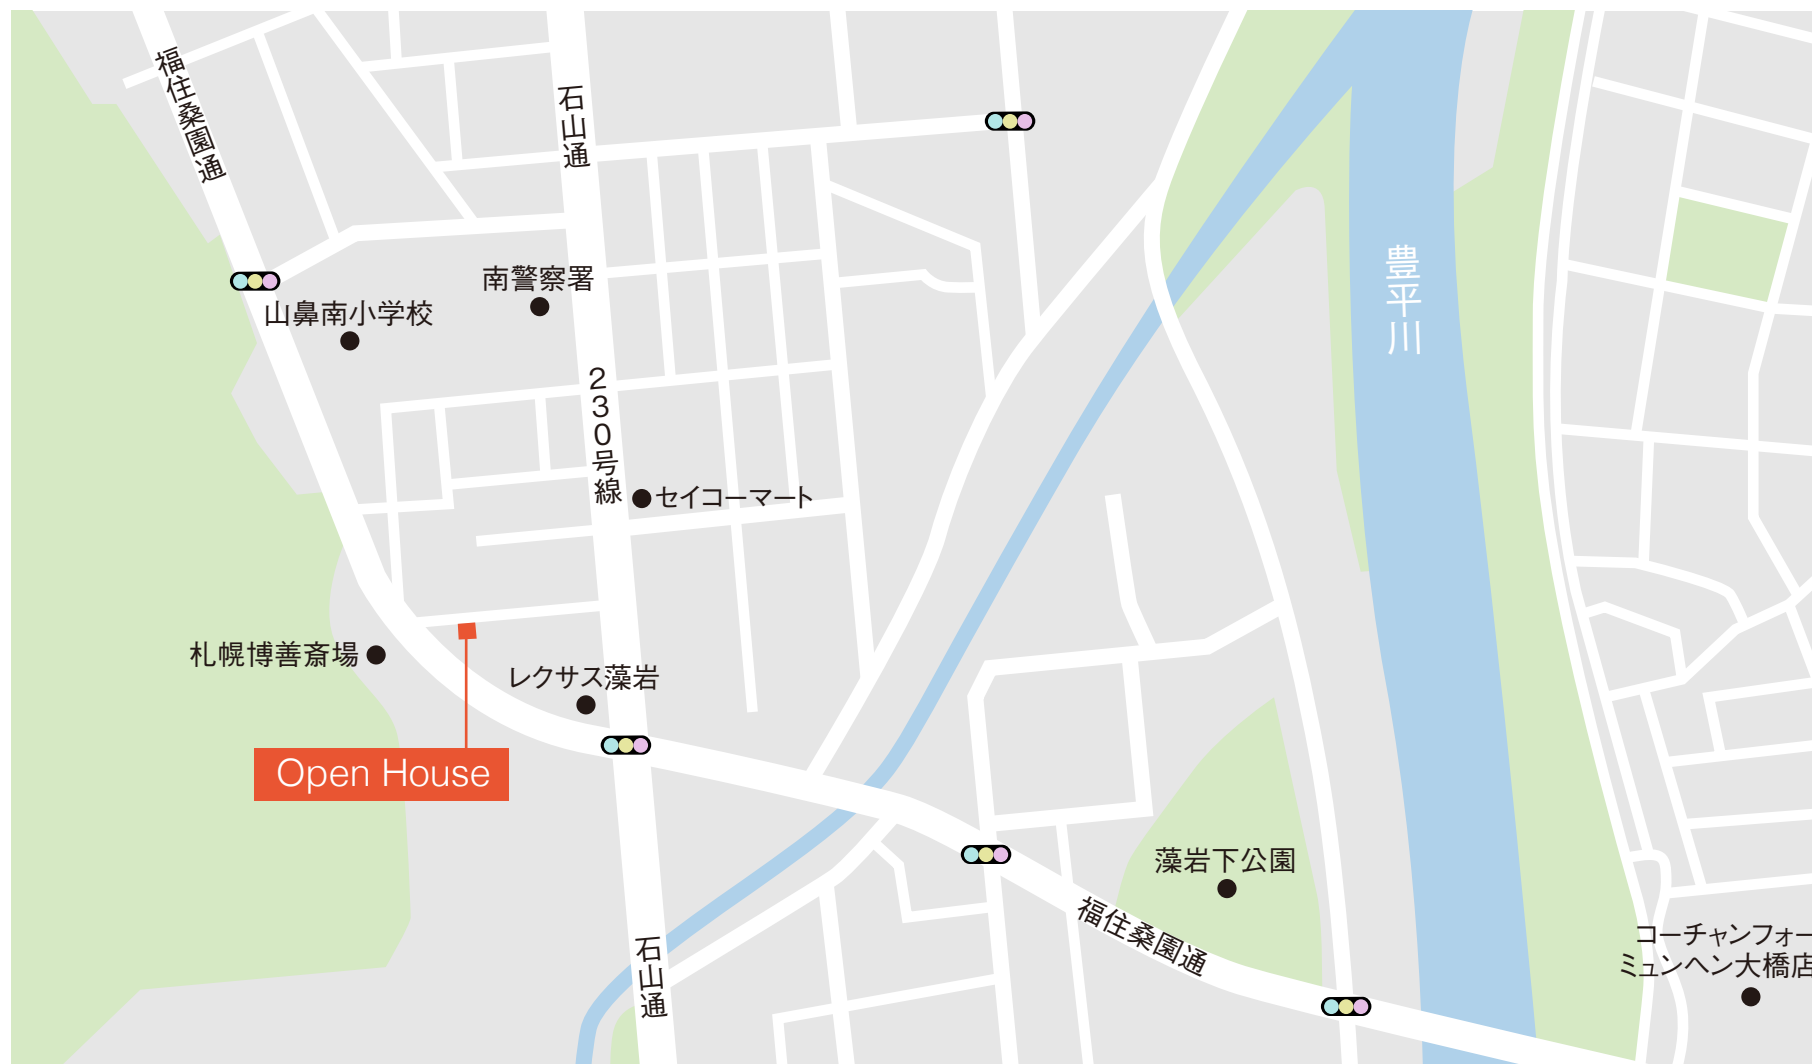 福住桑園通
石山通
豊平川
南警察署
山鼻南小学校
230号線
セイコーマート
札幌博善斎場
レクサス藻岩
Open House
藻岩下公園
福住桑園通
石山通
コーチャンフォー
ミュンヘン大橋店